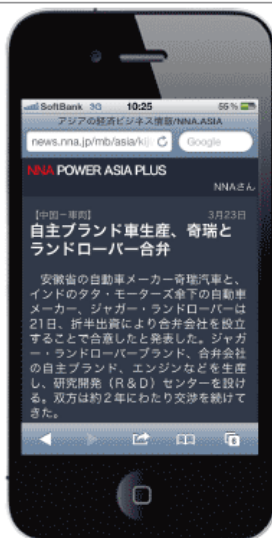 SoftBank 3G 10:25 55%
アジアの経済ビジネス情報/NNA.ASIA
news.nna.jp/mb/asia/kiji Google
NNA POWER ASIA PLUS
NNAさん
【中国－車両】 3月23日
自主ブランド車生産、奇瑞と
ランドローバー合弁
安徽省の自動車メーカー奇瑞汽車と、
インドのタタ・モーターズ傘下の自動車
メーカー、ジャガー・ランドローバーは
21日、折半出資により合弁会社を設立
することで合意したと発表した。ジャガ
ー・ランドローバーブランド、合弁会社
の自主ブランド、エンジンなどを生産
し、研究開発（R＆D）センターを設け
る。双方は約２年にわたり交渉を続けて
きた。
6